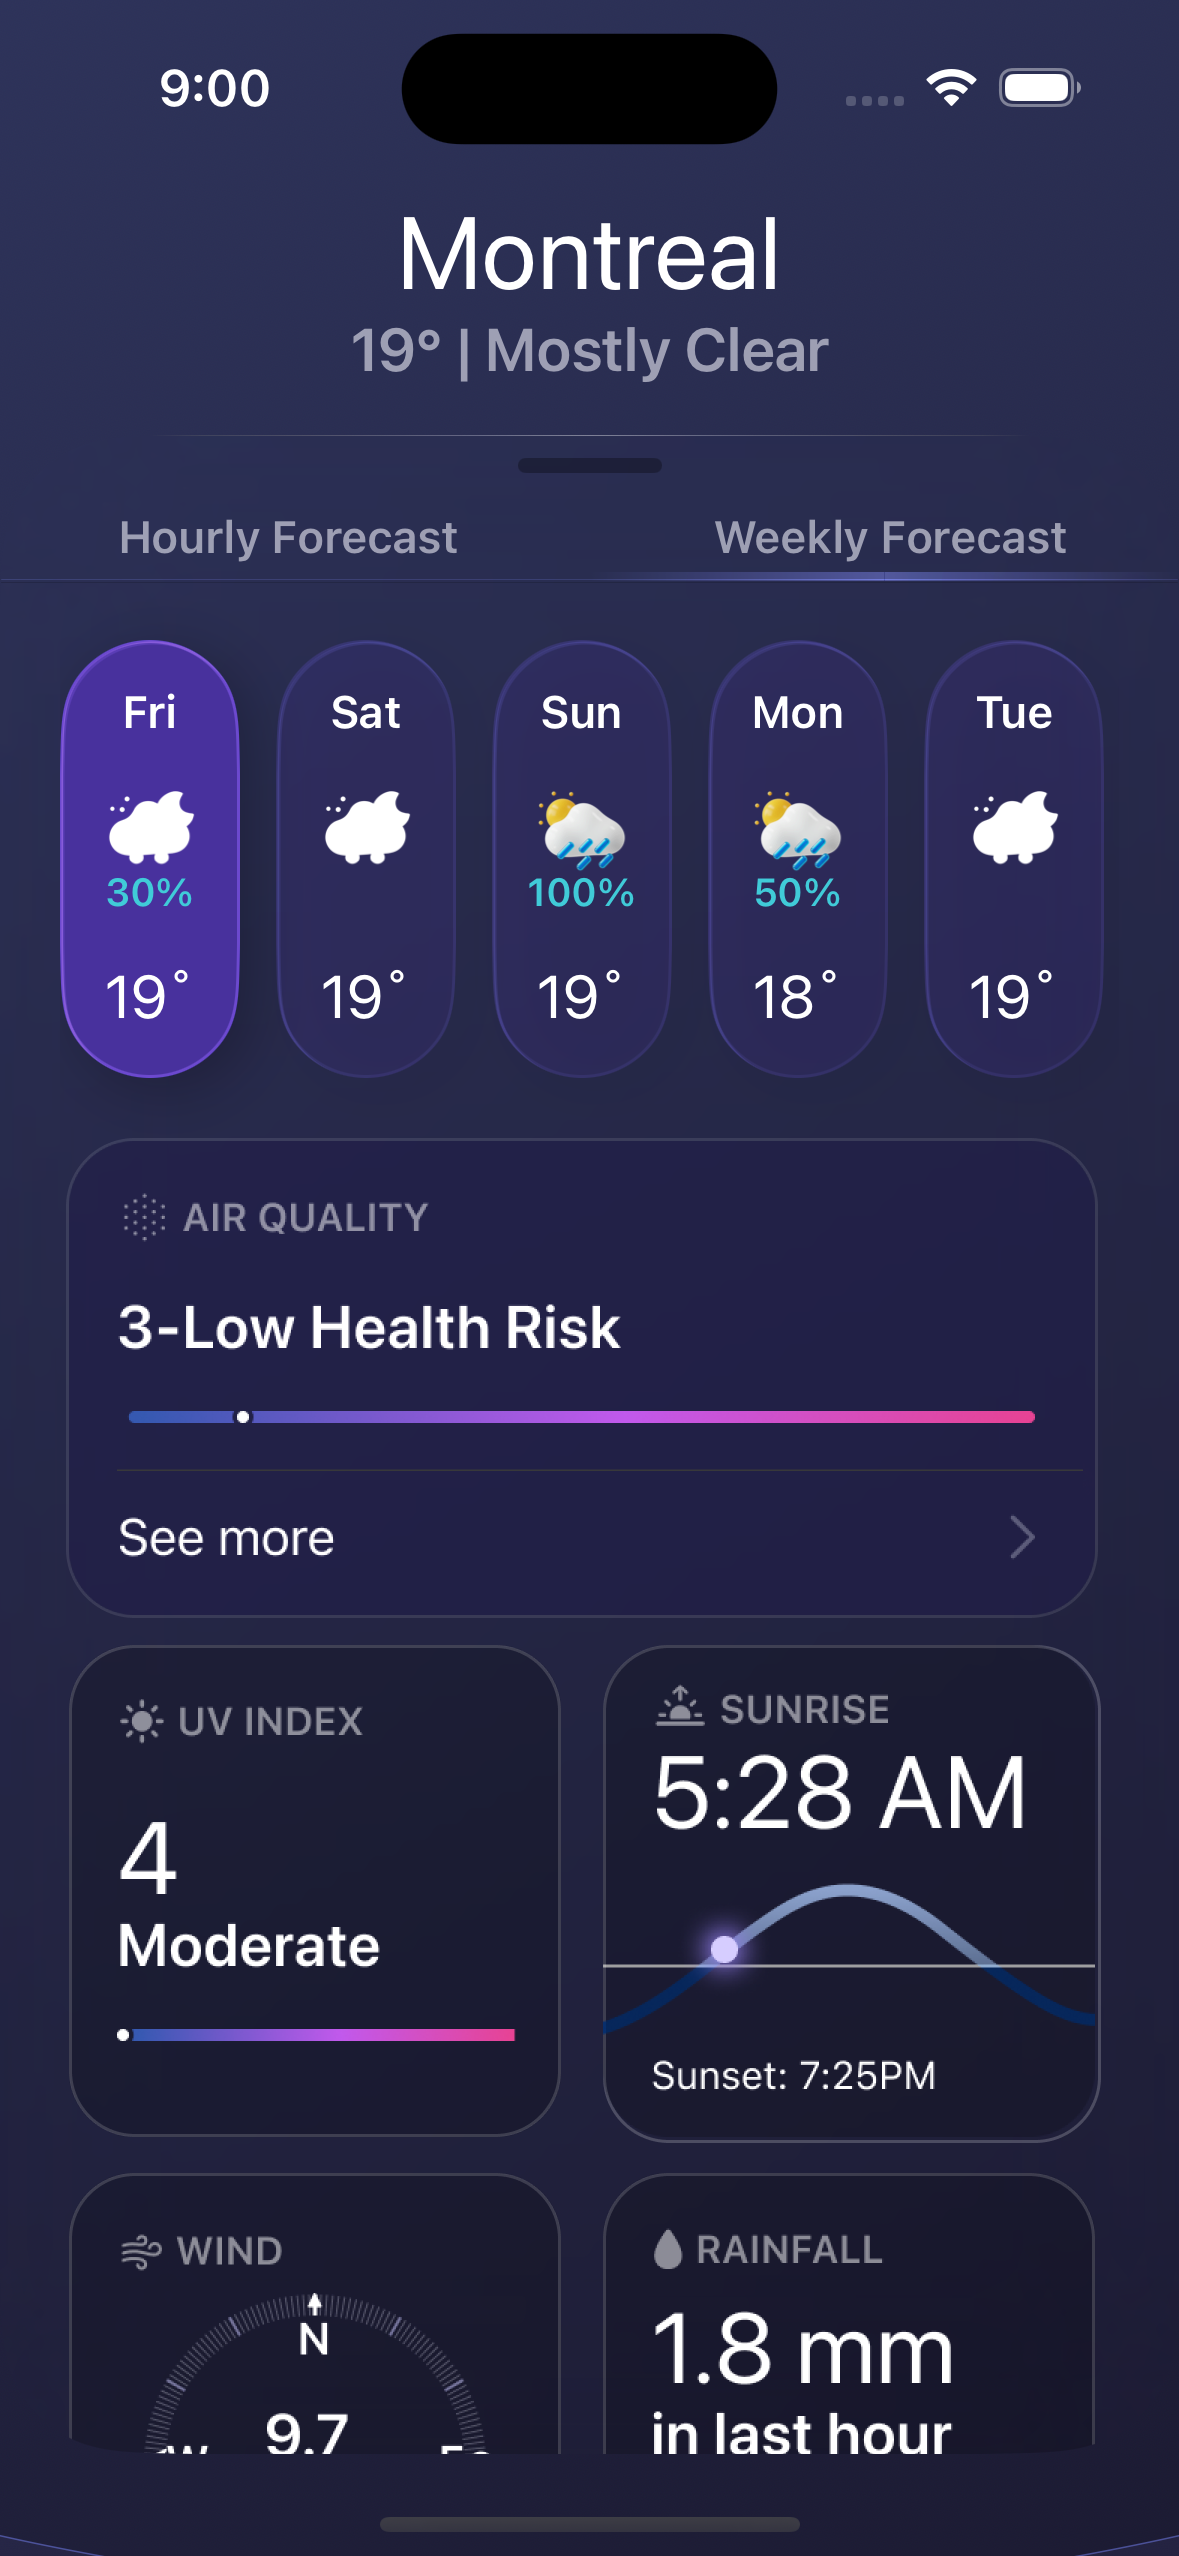 9:00
Montreal
19° | Mostly Clear
Hourly Forecast
Weekly Forecast
Fri
30%
19°
Sat
19°
Sun
100%
19°
Mon
50%
18°
Tue
19°
AIR QUALITY
3-Low Health Risk
See more
UV INDEX
4
Moderate
SUNRISE
5:28 AM
Sunset: 7:25PM
WIND
N
9.7
W
RAINFALL
1.8 mm
in last hour